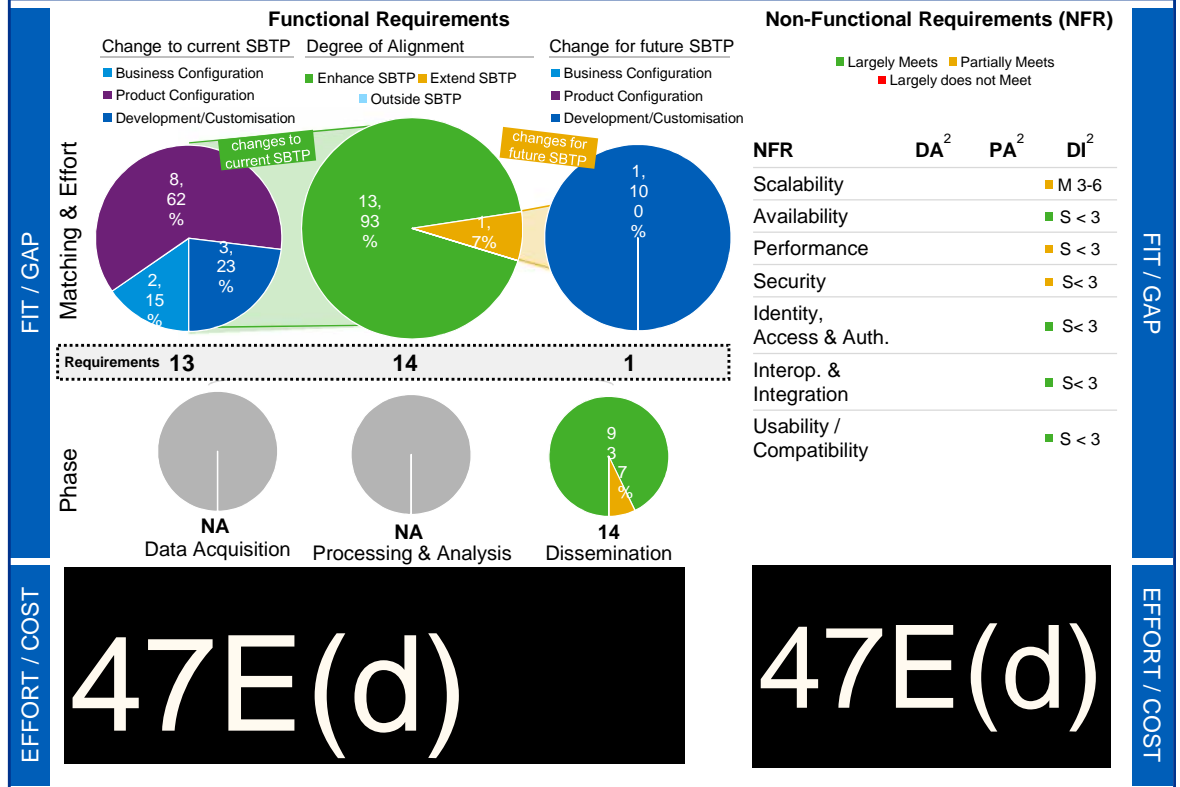 Functional Requirements
Non-Functional Requirements (NFR)
Change to current SBTP
Degree of Alignment
Change for future SBTP
Business Configuration
Product Configuration
Development/Customisation
Enhance SBTP
Extend SBTP
Outside SBTP
Business Configuration
Product Configuration
Development/Customisation
Largely Meets
Partially Meets
Largely does not Meet
FIT / GAP
Matching & Effort
changes to
current SBTP
changes for
future SBTP
8,
62
%
3,
23
%
2,
15
%
13,
93
%
1,
7%
1,
10
0
%
Requirements 13 14 1
Phase
9
3
7
%
NA
Data Acquisition
NA
Processing & Analysis
14
Dissemination
NFR DA2 PA2 DI2
Scalability M 3-6
Availability S < 3
Performance S < 3
Security S< 3
Identity,
Access & Auth. S< 3
Interop. &
Integration S< 3
Usability /
Compatibility S < 3
FIT / GAP
EFFORT / COST
47E(d)
47E(d)
EFFORT / COST